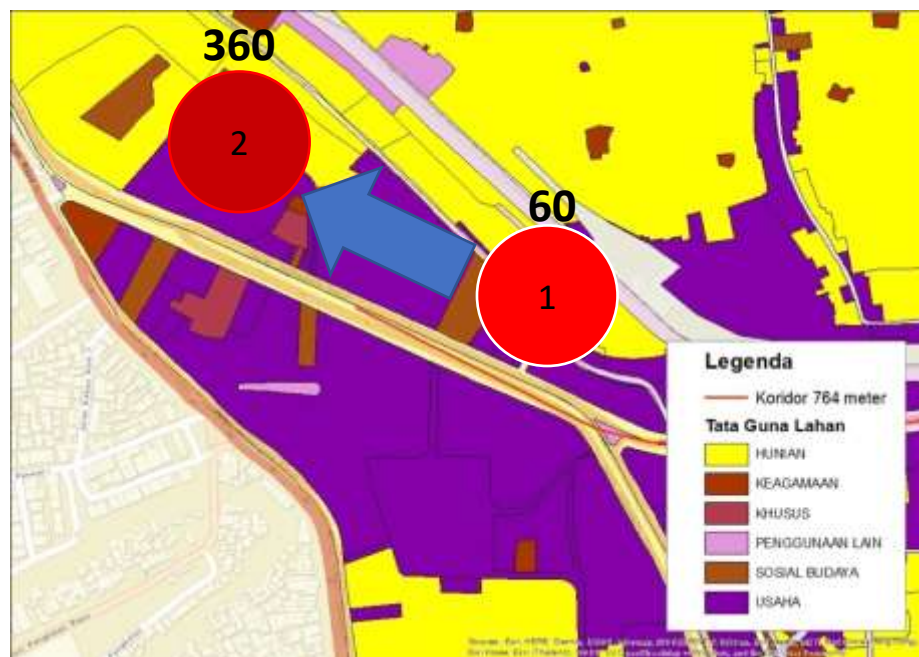 360
2
60
1
Legenda
Koridor 764 meter
Tata Guna Lahan
HUNIAN
KEAGAMAAN
KHUSUS
PENGGUNAAN LAIN
SOSIAL BUDAYA
USAHA